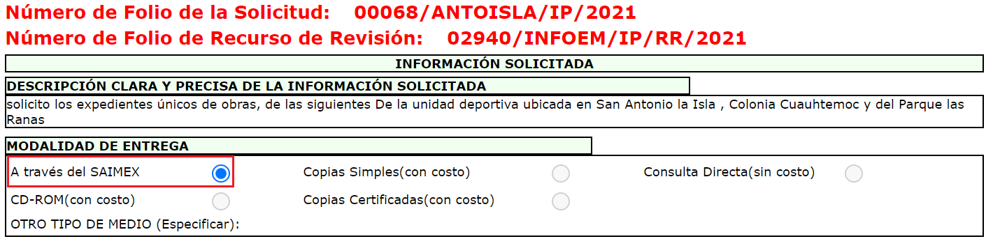 Número de Folio de la Solicitud: 00068/ANTOISLA/IP/2021
Número de Folio de Recurso de Revisión: 02940/INFOEM/IP/RR/2021
INFORMACIÓN SOLICITADA
DESCRIPCIÓN CLARA Y PRECISA DE LA INFORMACIÓN SOLICITADA
solicito los expedientes únicos de obras, de las siguientes De la unidad deportiva ubicada en San Antonio la Isla , Colonia Cuauhtemoc y del Parque las
Ranas
MODALIDAD DE ENTREGA
A través del SAIMEX Copias Simples(con costo) Consulta Directa(sin costo)
CD-ROM(con costo) Copias Certificadas(con costo)
OTRO TIPO DE MEDIO (Especificar):